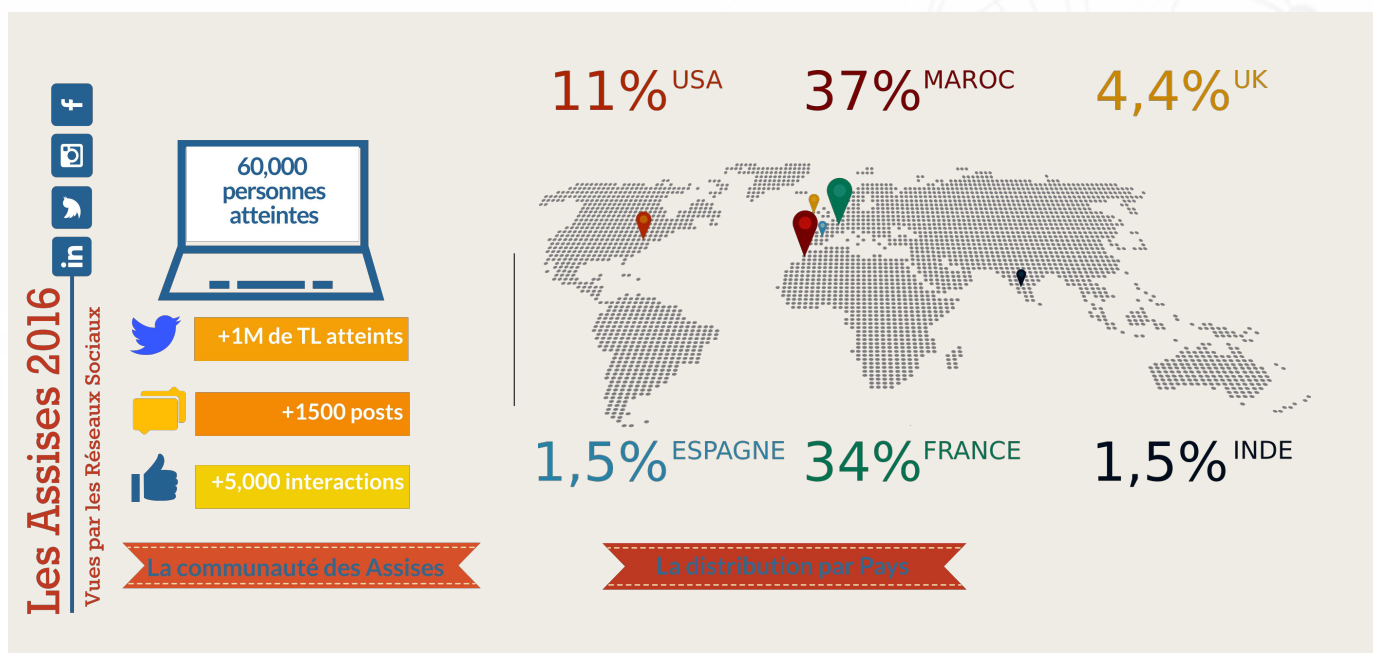 Les Assises 2016
Vues par les Réseaux Sociaux
f
in
60,000
personnes
atteintes
+1M de TL atteints
+1500 posts
+5,000 interactions
La communauté des Assises
11% USA
37% MAROC
4,4% UK
1,5% ESPAGNE
34% FRANCE
1,5% INDE
La distribution par Pays